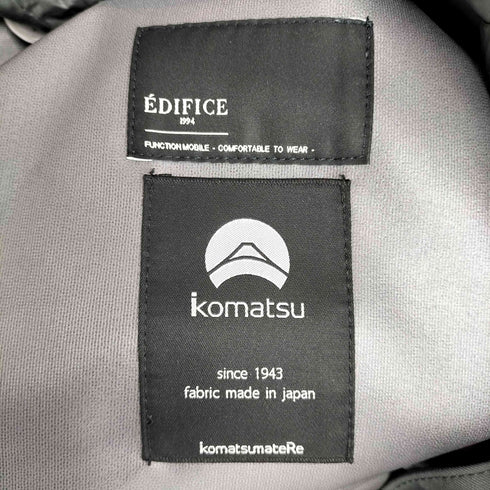 ÉDIFICE
1994
FUNCTION MOBILE - COMFORTABLE TO WEAR -
komatsu
since 1943
fabric made in japan
komatsumateRe